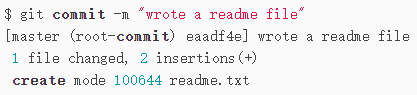 $ git commit -m "wrote a readme file"
[master (root-commit) eaadf4e] wrote a readme file
 1 file changed, 2 insertions(+)
 create mode 100644 readme.txt